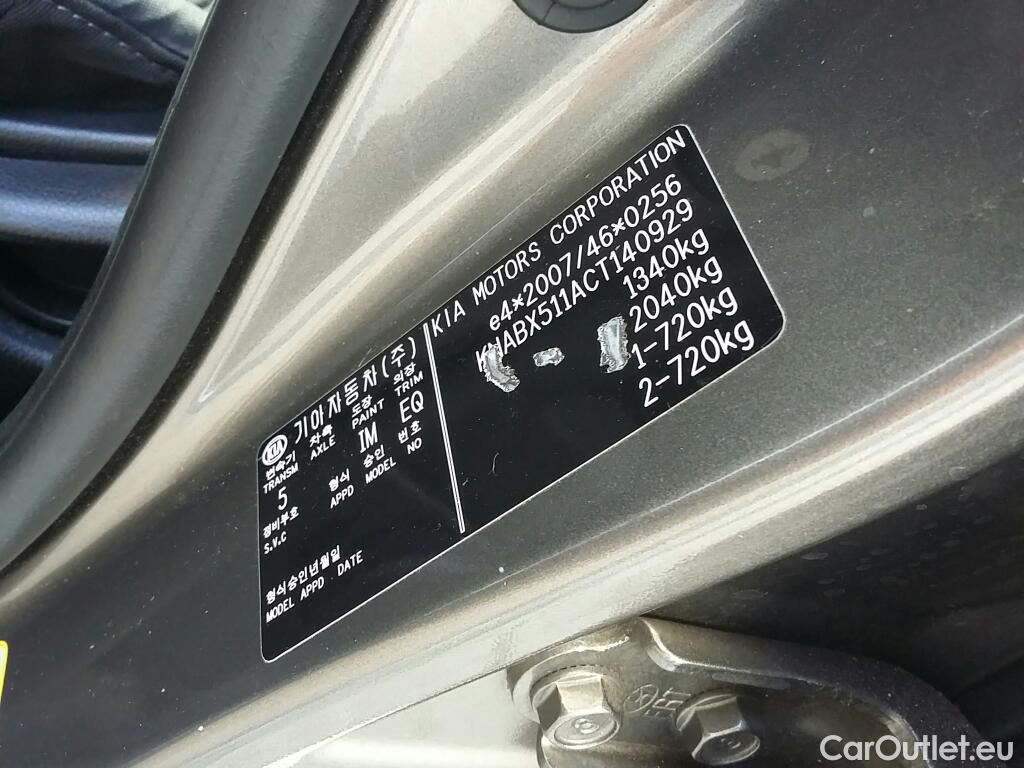 KIA 기아자동차(주)
변속기 차축 도장 의장
TRANSM AXLE PAINT TRIM
5 IM EQ
정비부호 형식 승인 번호
S.V.C APPD MODEL NO
형식승인년월일
MODEL APPD DATE
KIA MOTORS CORPORATION
e4*2007/46*0256
KNABX511ACT140929
1340kg
2040kg
1-720kg
2-720kg
FRT
CarOutlet.eu